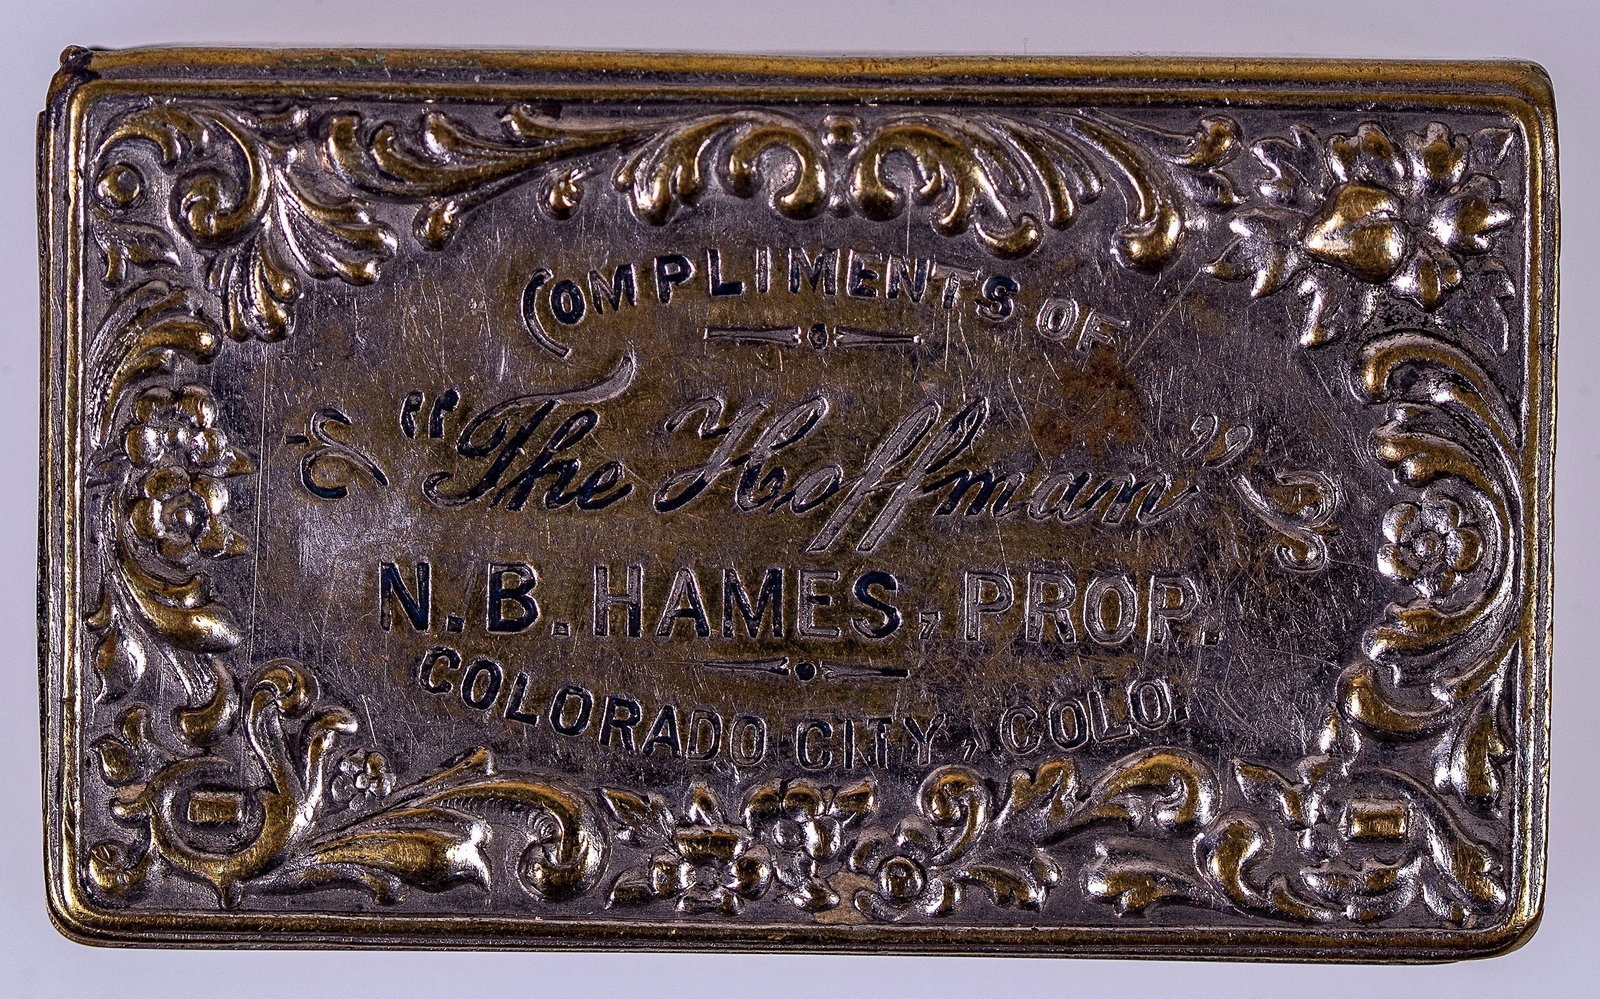 COMPLIMENTS OF
"The Hoffman"
N.B. HAMES, PROP.
COLORADO CITY, COLO.